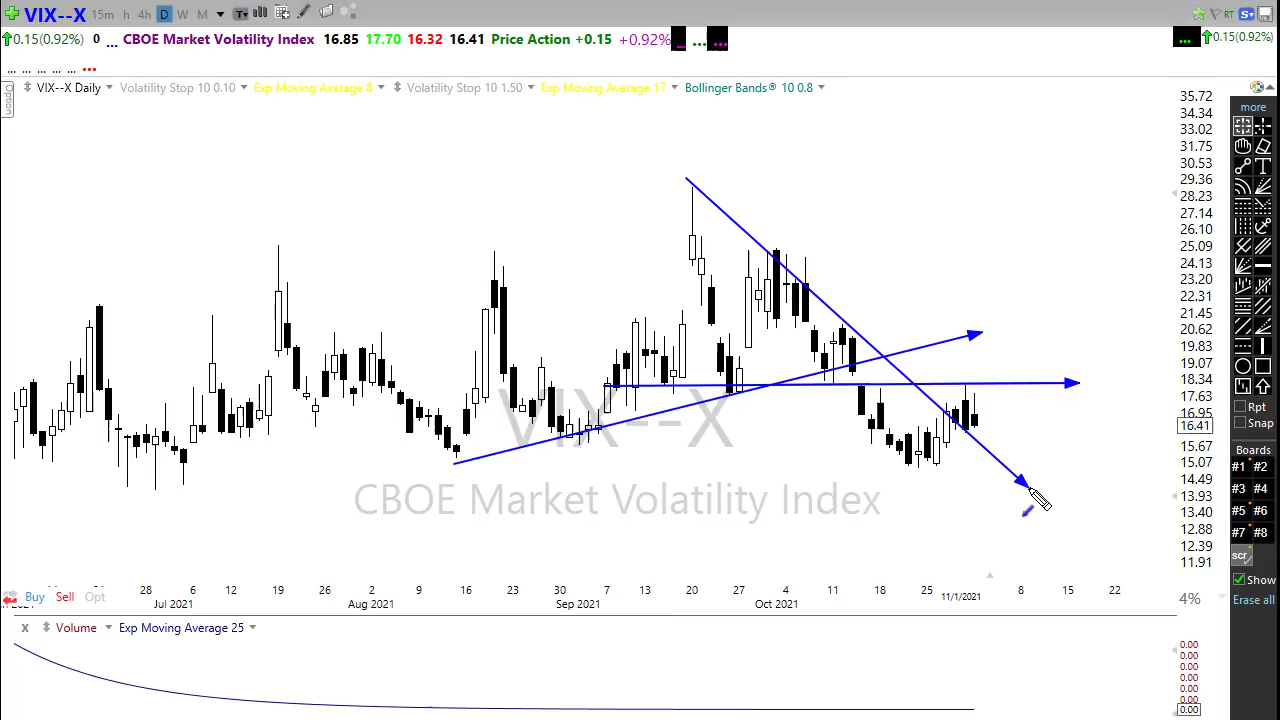 VIX--X 15m h 4h D W M T RT S
0.15(0.92%) 0 ... CBOE Market Volatility Index 16.85 17.70 16.32 16.41 Price Action +0.15 +0.92% ... ... ... ... 0.15(0.92%)
... ... ... ... ... ...
Option
VIX--X Daily Volatility Stop 10 0.10 Exp Moving Average 8 Volatility Stop 10 1.50 Exp Moving Average 17 Bollinger Bands® 10 0.8
35.72
34.34
33.02
31.75
30.53
29.36
28.23
27.14
26.10
25.09
24.13
23.20
22.31
21.45
20.62
19.83
19.07
18.34
17.63
16.95
16.41
15.67
15.07
14.49
13.93
13.40
12.88
12.39
11.91
VIX--X
CBOE Market Volatility Index
28 6 12 19 26 2 9 16 23 30 7 13 20 27 4 11 18 25 11/1/2021 8 15 22
Jul 2021 Aug 2021 Sep 2021 Oct 2021
Buy Sell Opt
4%
X Volume Exp Moving Average 25
0.00
0.00
0.00
0.00
0.00
0.00
more
T
Rpt
Snap
Boards
#1 #2
#3 #4
#5 #6
#7 #8
scr
Show
Erase all